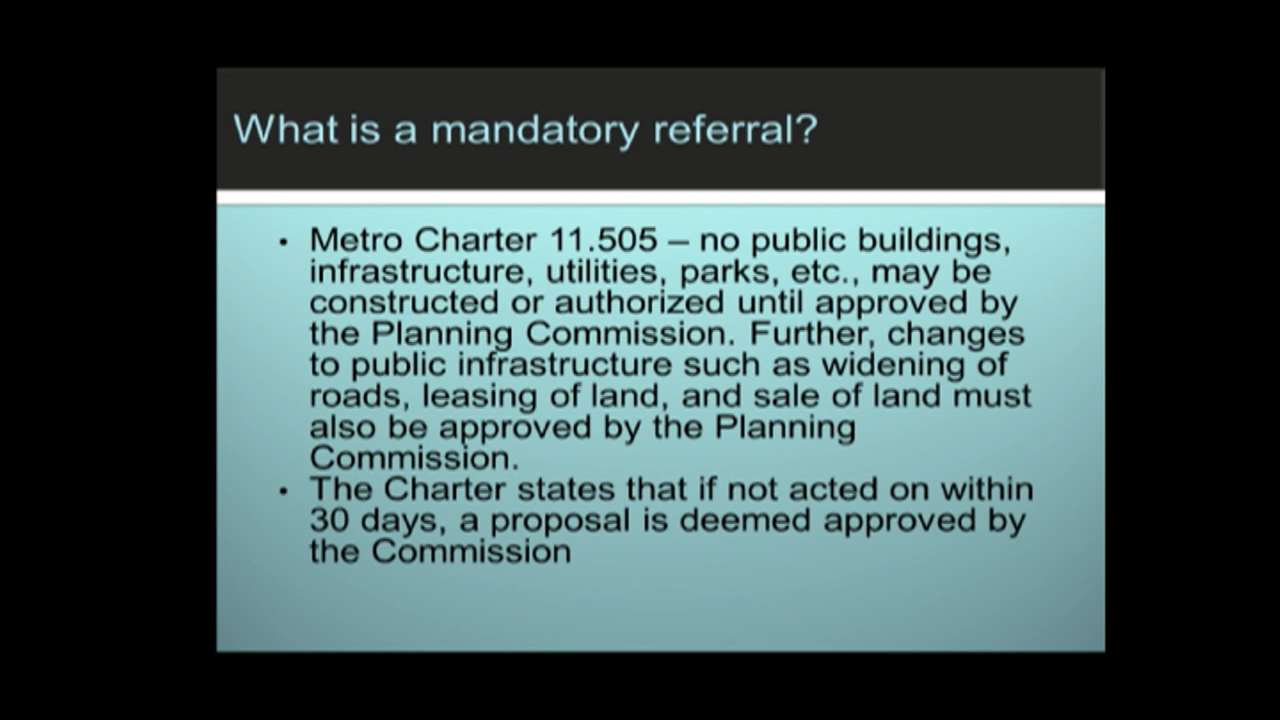 What is a mandatory referral?
• Metro Charter 11.505 – no public buildings,
infrastructure, utilities, parks, etc., may be
constructed or authorized until approved by
the Planning Commission. Further, changes
to public infrastructure such as widening of
roads, leasing of land, and sale of land must
also be approved by the Planning
Commission.
• The Charter states that if not acted on within
30 days, a proposal is deemed approved by
the Commission